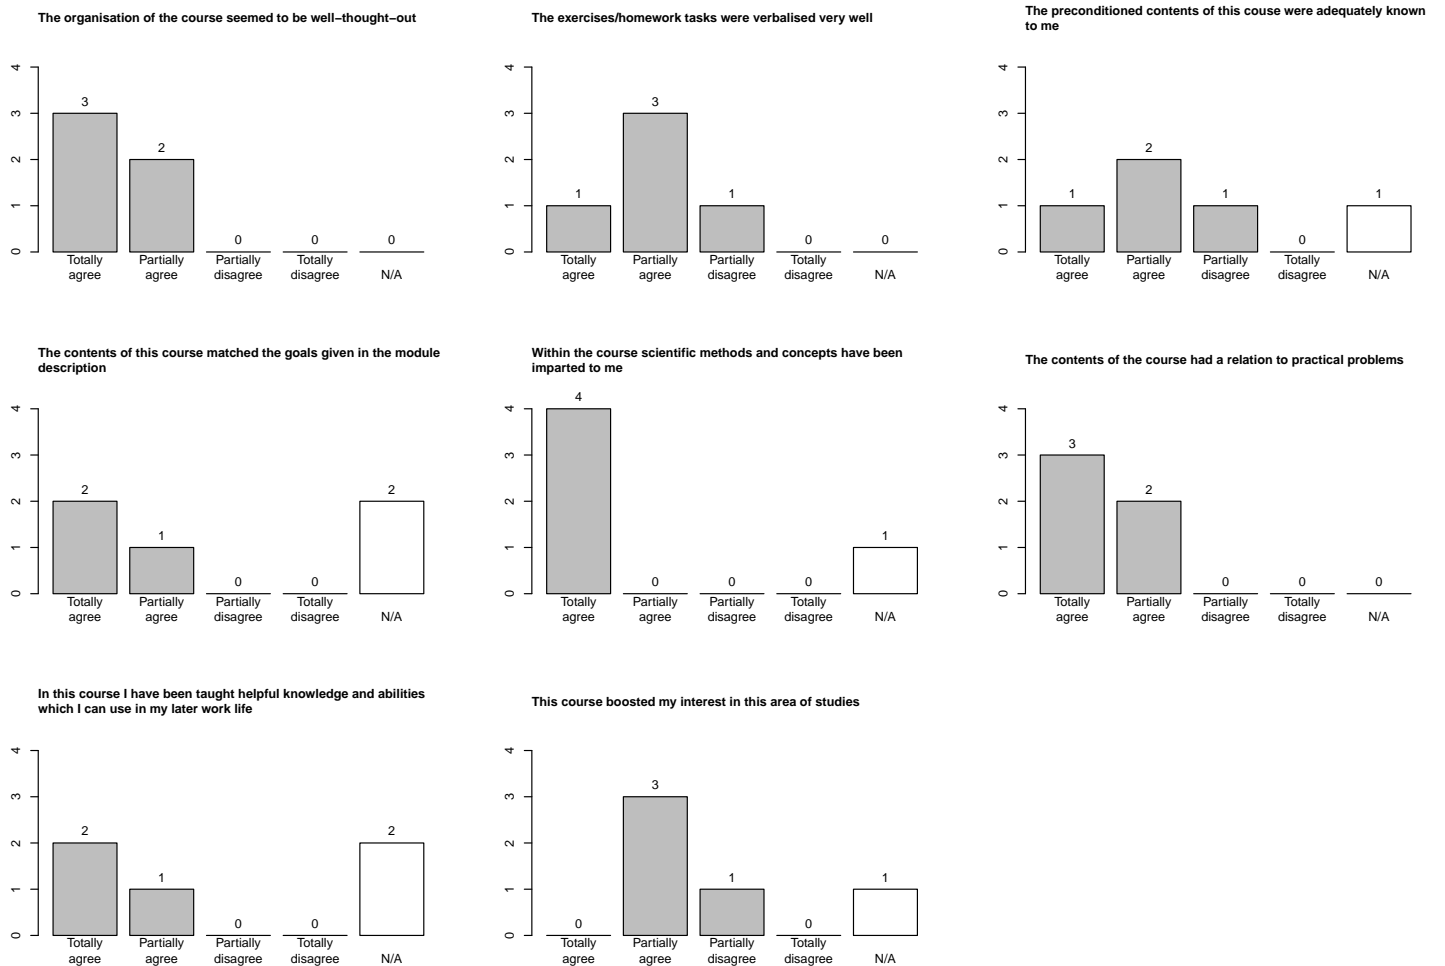 The organisation of the course seemed to be well−thought−out
4
3
2
1
0
3
2
0
0
0
Totally agree
Partially agree
Partially disagree
Totally disagree
N/A
The exercises/homework tasks were verbalised very well
4
3
2
1
0
1
3
1
0
0
Totally agree
Partially agree
Partially disagree
Totally disagree
N/A
The preconditioned contents of this couse were adequately known
to me
4
3
2
1
0
1
2
1
0
1
Totally agree
Partially agree
Partially disagree
Totally disagree
N/A
The contents of this course matched the goals given in the module
description
4
3
2
1
0
2
1
0
0
2
Totally agree
Partially agree
Partially disagree
Totally disagree
N/A
Within the course scientific methods and concepts have been
imparted to me
4
3
2
1
0
4
0
0
0
1
Totally agree
Partially agree
Partially disagree
Totally disagree
N/A
The contents of the course had a relation to practical problems
4
3
2
1
0
3
2
0
0
0
Totally agree
Partially agree
Partially disagree
Totally disagree
N/A
In this course I have been taught helpful knowledge and abilities
which I can use in my later work life
4
3
2
1
0
2
1
0
0
2
Totally agree
Partially agree
Partially disagree
Totally disagree
N/A
This course boosted my interest in this area of studies
4
3
2
1
0
0
3
1
0
1
Totally agree
Partially agree
Partially disagree
Totally disagree
N/A